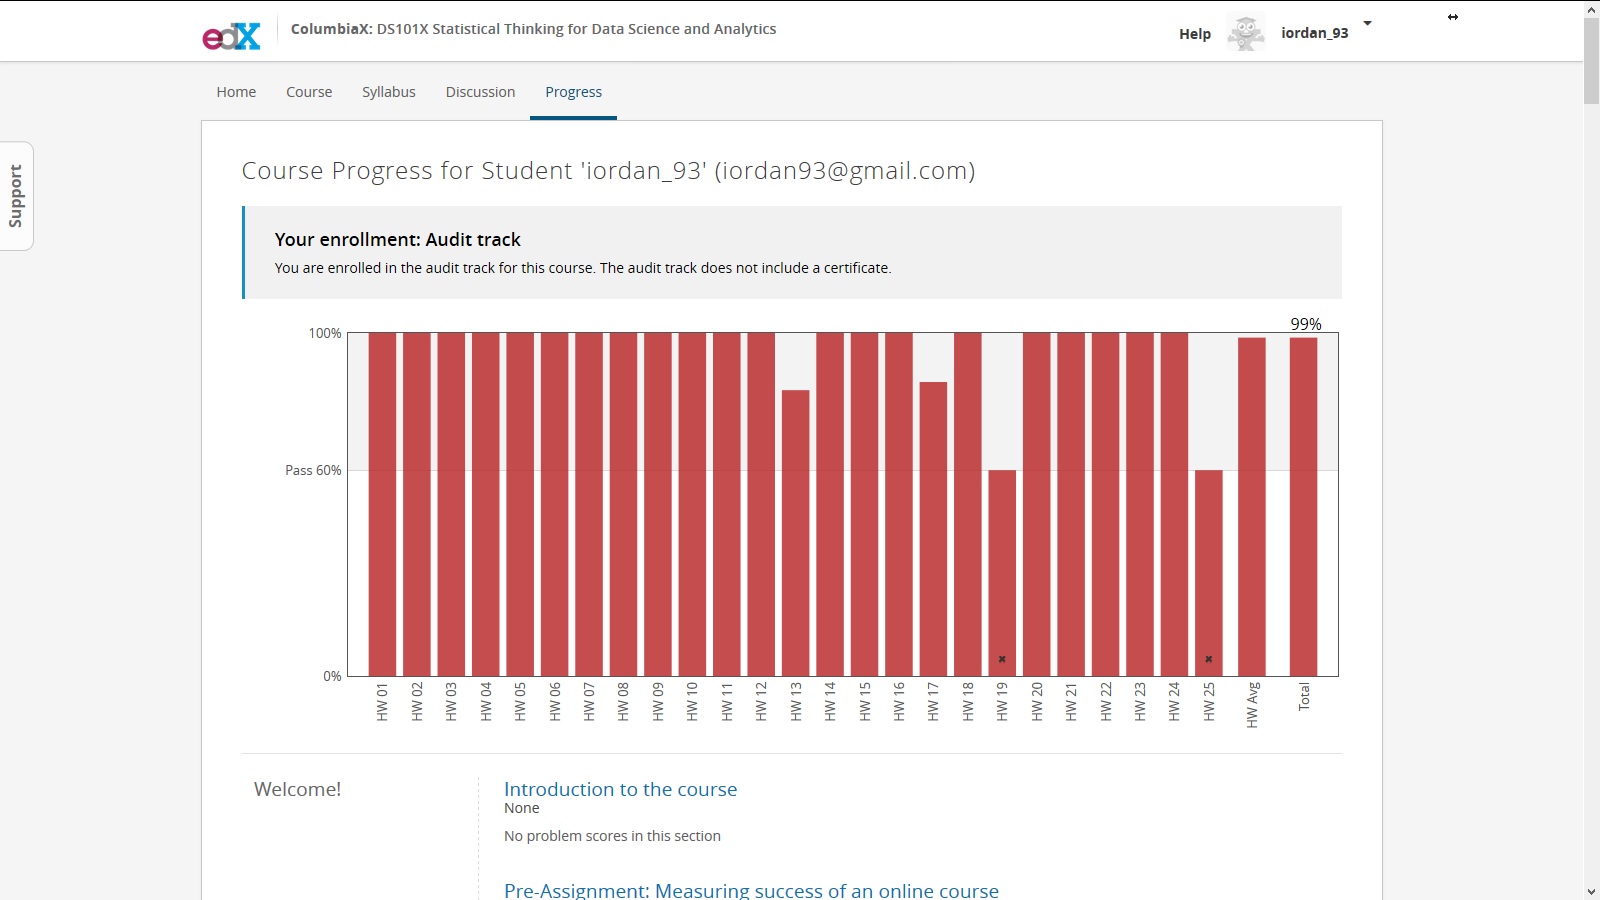 edX
ColumbiaX: DS101X Statistical Thinking for Data Science and Analytics
Help
iordan_93
Home Course Syllabus Discussion Progress
Support
Course Progress for Student 'iordan_93' (iordan93@gmail.com)
Your enrollment: Audit track
You are enrolled in the audit track for this course. The audit track does not include a certificate.
99%
100%
Pass 60%
0%
HW 01
HW 02
HW 03
HW 04
HW 05
HW 06
HW 07
HW 08
HW 09
HW 10
HW 11
HW 12
HW 13
HW 14
HW 15
HW 16
HW 17
HW 18
HW 19
HW 20
HW 21
HW 22
HW 23
HW 24
HW 25
HW Avg
Total
Welcome!
Introduction to the course
None
No problem scores in this section
Pre-Assignment: Measuring success of an online course